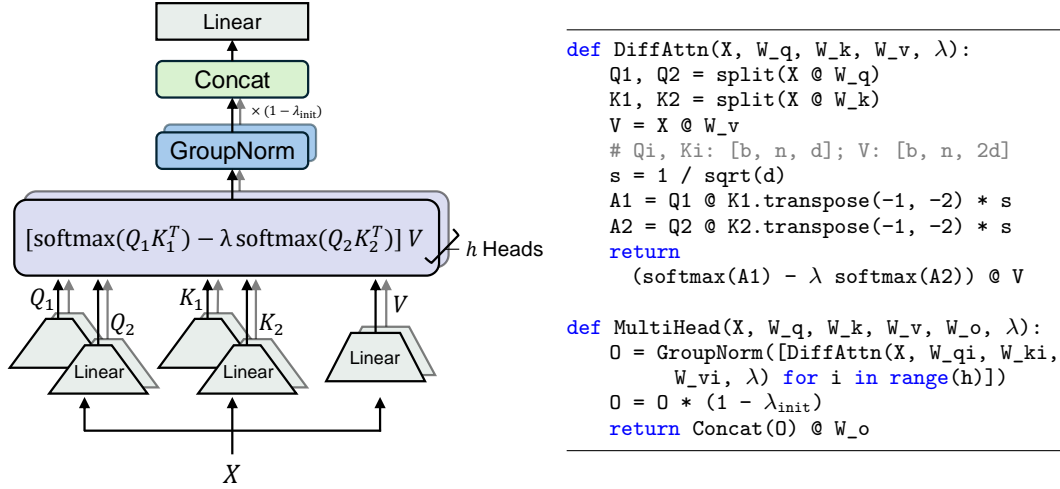 Linear
Concat
× (1 − λ_init)
GroupNorm
[softmax(Q₁K₁ᵀ) − λ softmax(Q₂K₂ᵀ)] V
h Heads
Q₁
Q₂
K₁
K₂
V
Linear
Linear
Linear
X
def DiffAttn(X, W_q, W_k, W_v, λ):
    Q1, Q2 = split(X @ W_q)
    K1, K2 = split(X @ W_k)
    V = X @ W_v
    # Qi, Ki: [b, n, d]; V: [b, n, 2d]
    s = 1 / sqrt(d)
    A1 = Q1 @ K1.transpose(−1, −2) * s
    A2 = Q2 @ K2.transpose(−1, −2) * s
    return
      (softmax(A1) − λ softmax(A2)) @ V
def MultiHead(X, W_q, W_k, W_v, W_o, λ):
    O = GroupNorm([DiffAttn(X, W_qi, W_ki,
         W_vi, λ) for i in range(h)])
    O = O * (1 − λ_init)
    return Concat(O) @ W_o